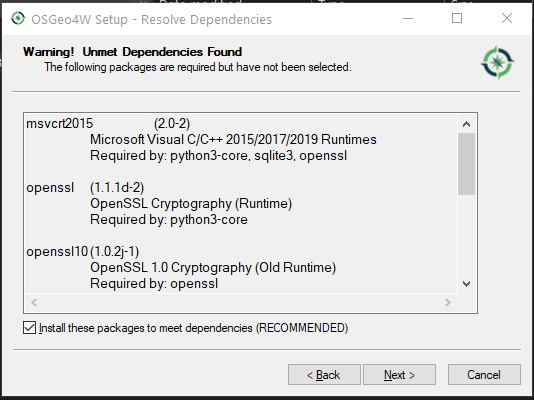 OSGeo4W Setup - Resolve Dependencies
Warning! Unmet Dependencies Found
The following packages are required but have not been selected.
msvcrt2015 (2.0-2)
Microsoft Visual C/C++ 2015/2017/2019 Runtimes
Required by: python3-core, sqlite3, openssl
openssl (1.1.1d-2)
OpenSSL Cryptography (Runtime)
Required by: python3-core
openssl10 (1.0.2j-1)
OpenSSL 1.0 Cryptography (Old Runtime)
Required by: openssl
Install these packages to meet dependencies (RECOMMENDED)
< Back Next > Cancel